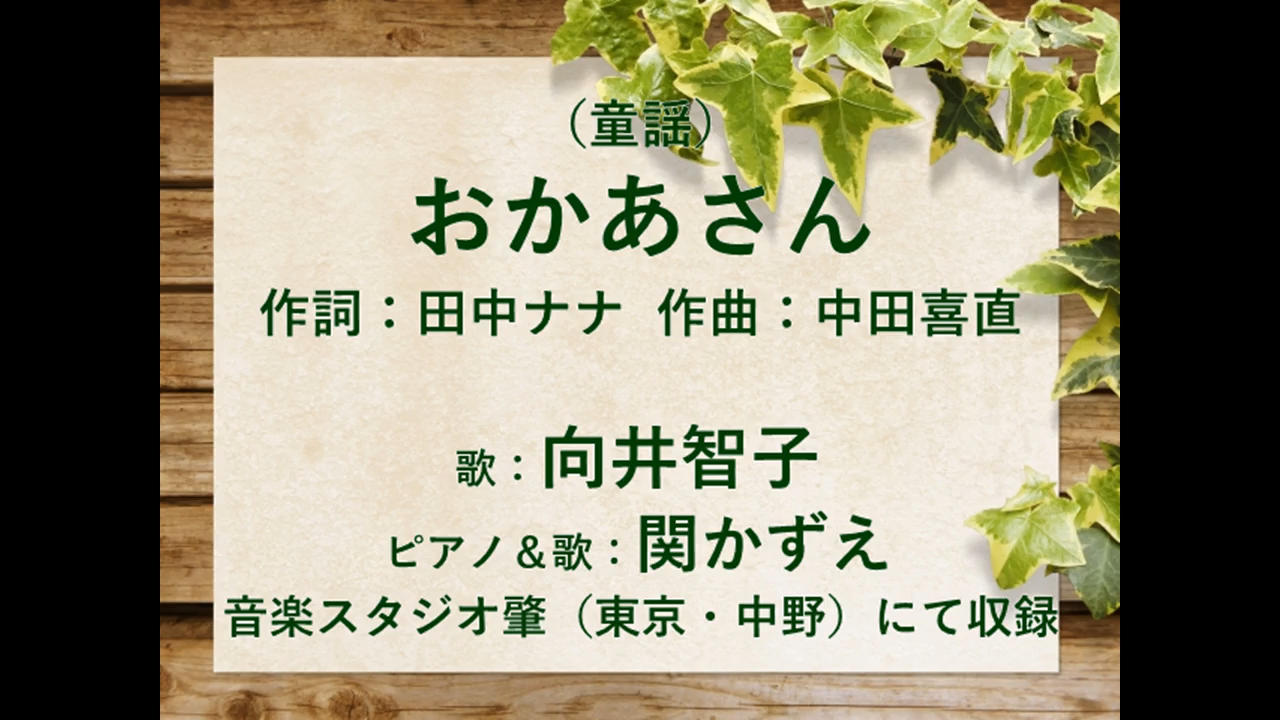 （童謡）
おかあさん
作詞：田中ナナ 作曲：中田喜直
歌：向井智子
ピアノ＆歌：関かずえ
音楽スタジオ肇（東京・中野）にて収録